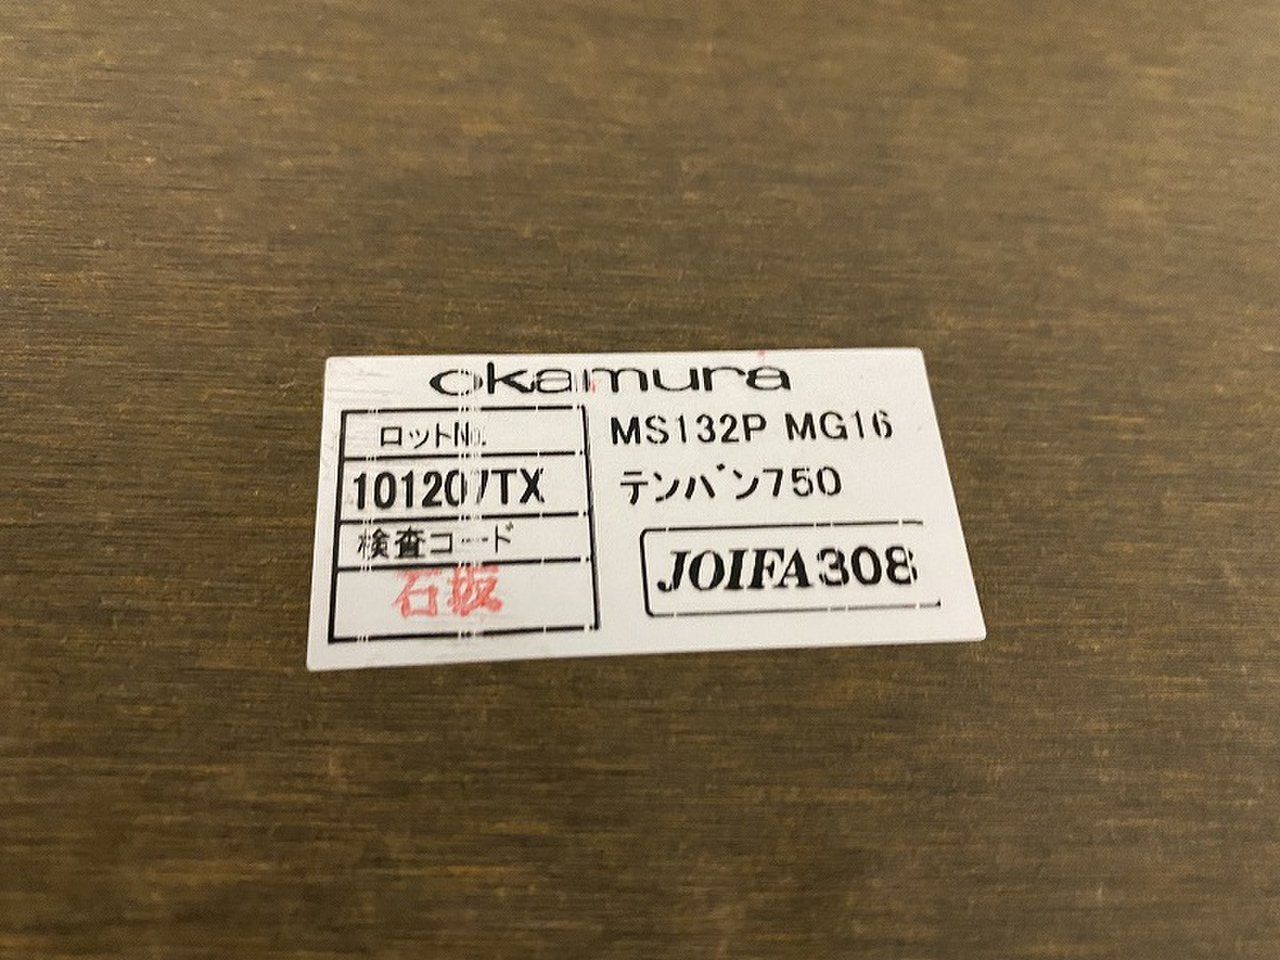 okamura
ロットNo.
101207TX
検査コード
石坂
MS132P MG16
テンバン750
JOIFA308